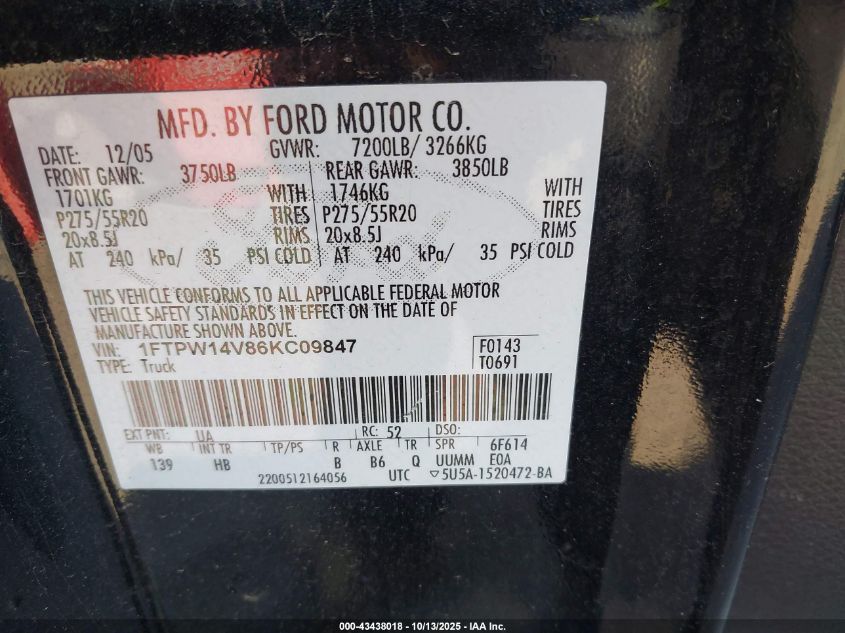 MFD. BY FORD MOTOR CO.
DATE: 12/05 GVWR: 7200LB/ 3266KG
FRONT GAWR: 3750LB REAR GAWR: 3850LB
1701KG WITH 1746KG WITH
P275/55R20 TIRES P275/55R20 TIRES
20x8.5J RIMS 20x8.5J RIMS
AT 240 kPa/ 35 PSI COLD AT 240 kPa/ 35 PSI COLD
THIS VEHICLE CONFORMS TO ALL APPLICABLE FEDERAL MOTOR
VEHICLE SAFETY STANDARDS IN EFFECT ON THE DATE OF
MANUFACTURE SHOWN ABOVE.
VIN: 1FTPW14V86KC09847 F0143
TYPE: Truck T0691
EXT PNT: UA RC: 52 DSO:
WB INT TR TP/PS R AXLE TR SPR 6F614
139 HB B B6 Q UUMM E0A
2200512164056 UTC ▽5U5A-1520472-BA
000-43438018 - 10/13/2025 - IAA Inc.